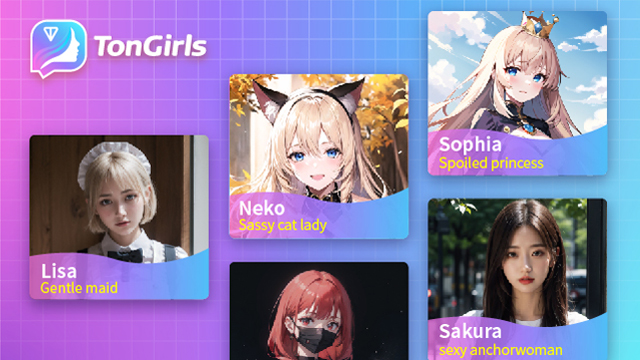 TonGirls
Lisa
Gentle maid
Neko
Sassy cat lady
Sophia
Spoiled princess
Sakura
sexy anchorwoman